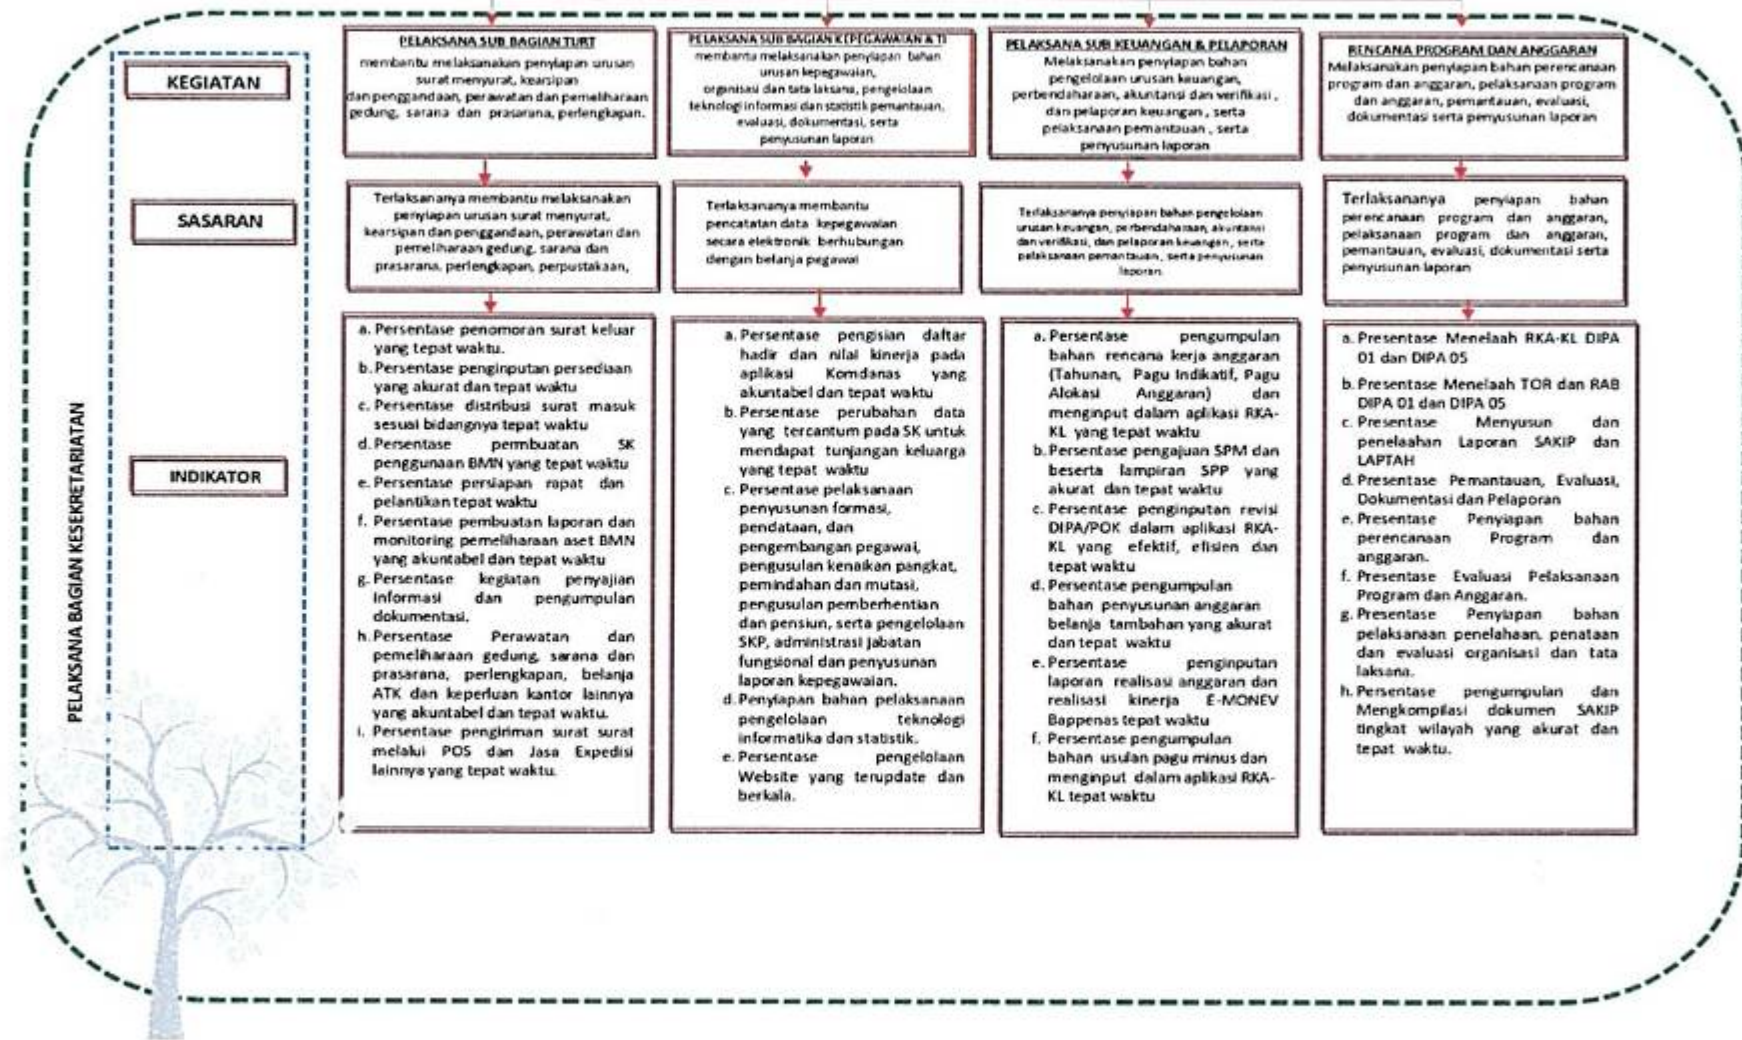 PELAKSANA BAGIAN KESEKRETARIATAN
KEGIATAN
PELAKSANA SUB BAGIAN TURT
membantu melaksanakan penyiapan urusan
surat menyurat, kearsipan
dan penggandaan, perawatan dan pemeliharaan
gedung, sarana dan prasarana, perlengkapan.
PELAKSANA SUB BAGIAN KEPEGAWAIAN & TI
membantu melaksanakan penyiapan bahan
urusan kepegawaian,
organisasi dan tata laksana, pengelolaan
teknologi informasi dan statistik pemantauan,
evaluasi, dokumentasi, serta
penyusunan laporan
PELAKSANA SUB KEUANGAN & PELAPORAN
Melaksanakan penyiapan bahan
pengelolaan urusan keuangan,
perbendaharaan, akuntansi dan verifikasi,
dan pelaporan keuangan, serta
pelaksanaan pemantauan, serta
penyusunan laporan
RENCANA PROGRAM DAN ANGGARAN
Melaksanakan penyiapan bahan perencanaan
program dan anggaran, pelaksanaan program
dan anggaran, pemantauan, evaluasi,
dokumentasi serta penyusunan laporan
SASARAN
Terlaksananya membantu melaksanakan
penyiapan urusan surat menyurat,
kearsipan dan penggandaan, perawatan dan
pemeliharaan gedung, sarana dan
prasarana, perlengkapan, perpustakaan,
Terlaksananya membantu
pencatatan data kepegawaian
secara elektronik berhubungan
dengan belanja pegawai
Terlaksananya penyiapan bahan pengelolaan
urusan keuangan, perbendaharaan, akuntansi
dan verifikasi, dan pelaporan keuangan, serta
pelaksanaan pemantauan, serta penyusunan
laporan
Terlaksananya penyiapan bahan
perencanaan program dan anggaran,
pelaksanaan program dan anggaran,
pemantauan, evaluasi, dokumentasi serta
penyusunan laporan
INDIKATOR
a. Persentase penomoran surat keluar
yang tepat waktu.
b. Persentase penginputan persediaan
yang akurat dan tepat waktu
c. Persentase distribusi surat masuk
sesuai bidangnya tepat waktu
d. Persentase permbuatan SK
penggunaan BMN yang tepat waktu
e. Persentase persiapan rapat dan
pelantikan tepat waktu
f. Persentase pembuatan laporan dan
monitoring pemeliharaan aset BMN
yang akuntabel dan tepat waktu
g. Persentase kegiatan penyajian
Informasi dan pengumpulan
dokumentasi.
h. Persentase Perawatan dan
pemeliharaan gedung, sarana dan
prasarana, perlengkapan, belanja
ATK dan keperluan kantor lainnya
yang akuntabel dan tepat waktu.
i. Persentase pengiriman surat surat
melalui POS dan Jasa Expedisi
lainnya yang tepat waktu.
a. Persentase pengisian daftar
hadir dan nilai kinerja pada
aplikasi Komdanas yang
akuntabel dan tepat waktu
b. Persentase perubahan data
yang tercantum pada SK untuk
mendapat tunjangan keluarga
yang tepat waktu
c. Persentase pelaksanaan
penyusunan formasi,
pendataan, dan
pengembangan pegawai,
pengusulan kenaikan pangkat,
pemindahan dan mutasi,
pengusulan pemberhentian
dan pensiun, serta pengelolaan
SKP, administrasi jabatan
fungsional dan penyusunan
laporan kepegawaian.
d. Penyiapan bahan pelaksanaan
pengelolaan teknologi
informatika dan statistik.
e. Persentase pengelolaan
Website yang terupdate dan
berkala.
a. Persentase pengumpulan
bahan rencana kerja anggaran
(Tahunan, Pagu Indikatif, Pagu
Alokasi Anggaran) dan
menginput dalam aplikasi RKA-
KL yang tepat waktu
b. Persentase pengajuan SPM dan
beserta lampiran SPP yang
akurat dan tepat waktu
c. Persentase penginputan revisi
DIPA/POK dalam aplikasi RKA-
KL yang efektif, efisien dan
tepat waktu
d. Persentase pengumpulan
bahan penyusunan anggaran
belanja tambahan yang akurat
dan tepat waktu
e. Persentase penginputan
laporan realisasi anggaran dan
realisasi kinerja E-MONEV
Bappenas tepat waktu
f. Persentase pengumpulan
bahan usulan pagu minus dan
menginput dalam aplikasi RKA-
KL tepat waktu
a. Presentase Menelaah RKA-KL DIPA
01 dan DIPA 05
b. Presentase Menelaah TOR dan RAB
DIPA 01 dan DIPA 05
c. Presentase Menyusun dan
penelaahan Laporan SAKIP dan
LAPTAH
d. Presentase Pemantauan, Evaluasi,
Dokumentasi dan Pelaporan
e. Presentase Penyiapan bahan
perencanaan Program dan
anggaran.
f. Presentase Evaluasi Pelaksanaan
Program dan Anggaran.
g. Presentase Penyiapan bahan
pelaksanaan penelahaan, penataan
dan evaluasi organisasi dan tata
laksana.
h. Persentase pengumpulan dan
Mengkompilasi dokumen SAKIP
tingkat wilayah yang akurat dan
tepat waktu.